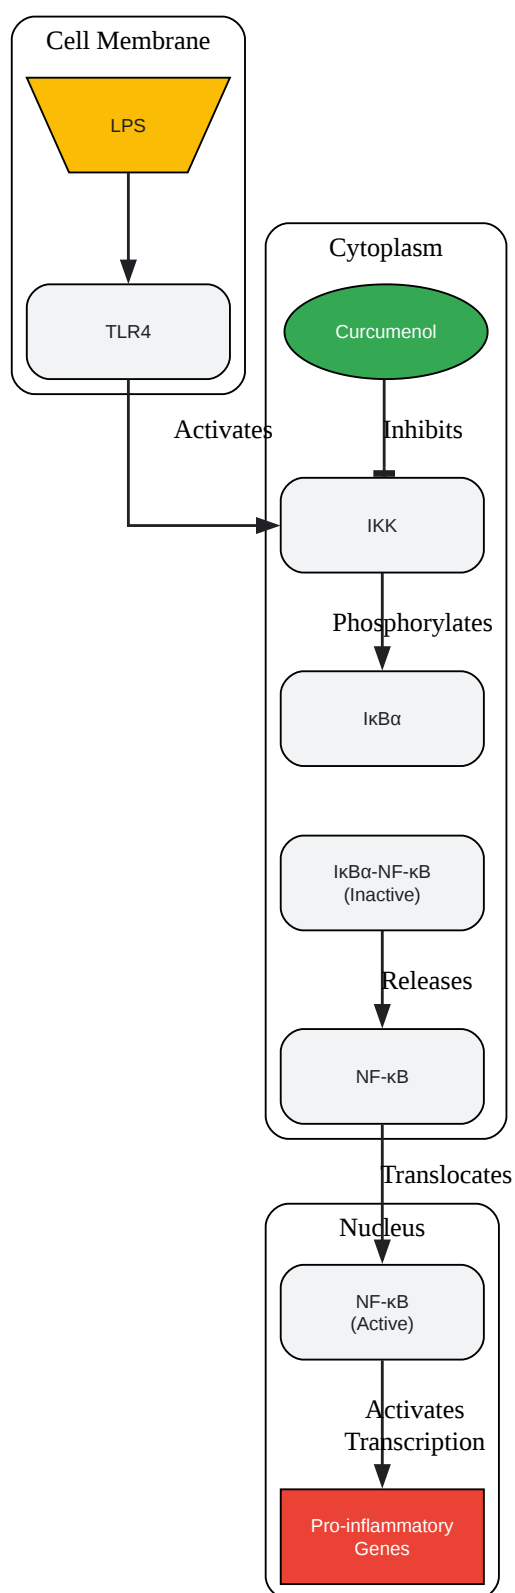 Cell Membrane
LPS
TLR4
Activates
Cytoplasm
Curcumenol
Inhibits
IKK
Phosphorylates
IκBα
IκBα-NF-κB
(Inactive)
Releases
NF-κB
Translocates
Nucleus
NF-κB
(Active)
Activates
Transcription
Pro-inflammatory
Genes